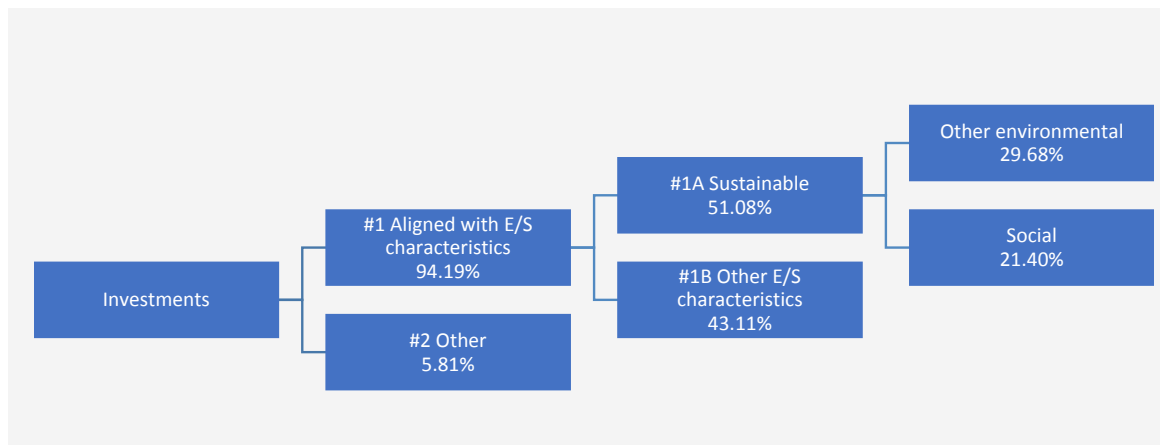 Investments
#1 Aligned with E/S
characteristics
94.19%
#2 Other
5.81%
#1A Sustainable
51.08%
#1B Other E/S
characteristics
43.11%
Other environmental
29.68%
Social
21.40%